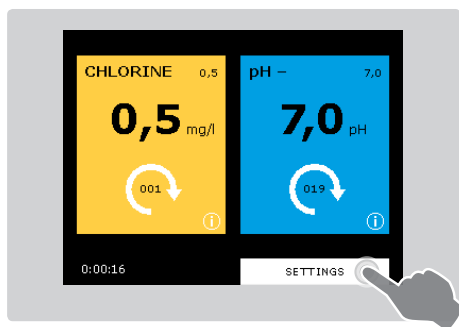 CHLORINE 0,5
0,5 mg/l
001
i
pH – 7,0
7,0 pH
019
i
0:00:16
SETTINGS